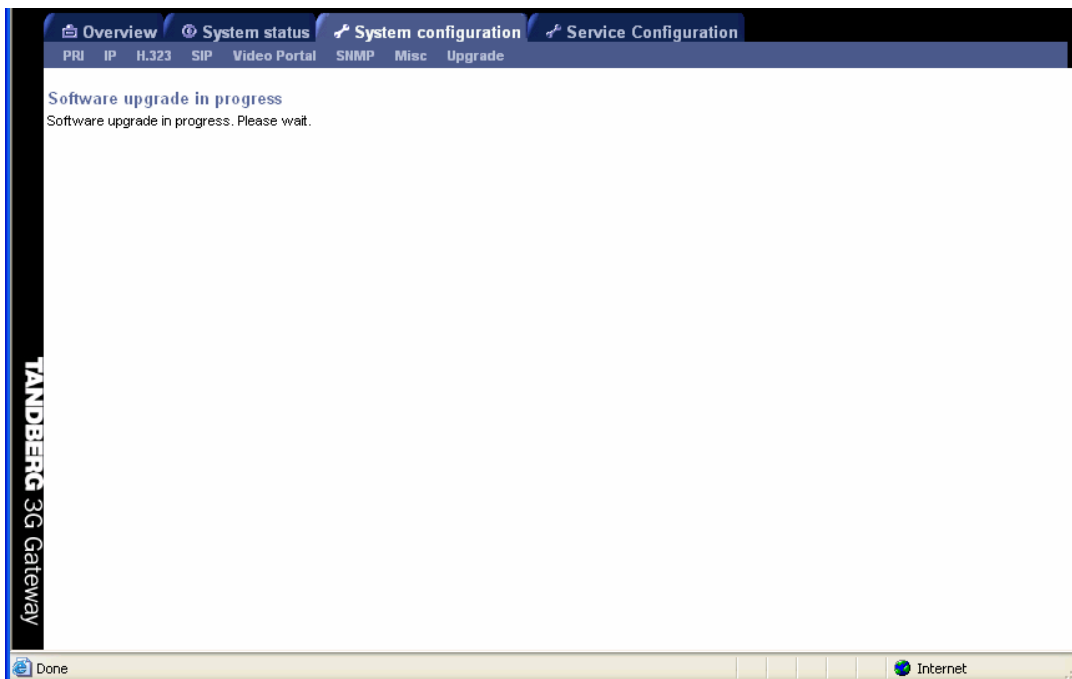 Overview System status System configuration Service Configuration
PRI IP H.323 SIP Video Portal SNMP Misc Upgrade
Software upgrade in progress
Software upgrade in progress. Please wait.
TANDBERG 3G Gateway
Done Internet